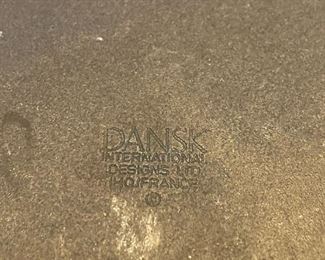 DANSK
INTERNATIONAL
DESIGNS LTD.
IHQ/FRANCE